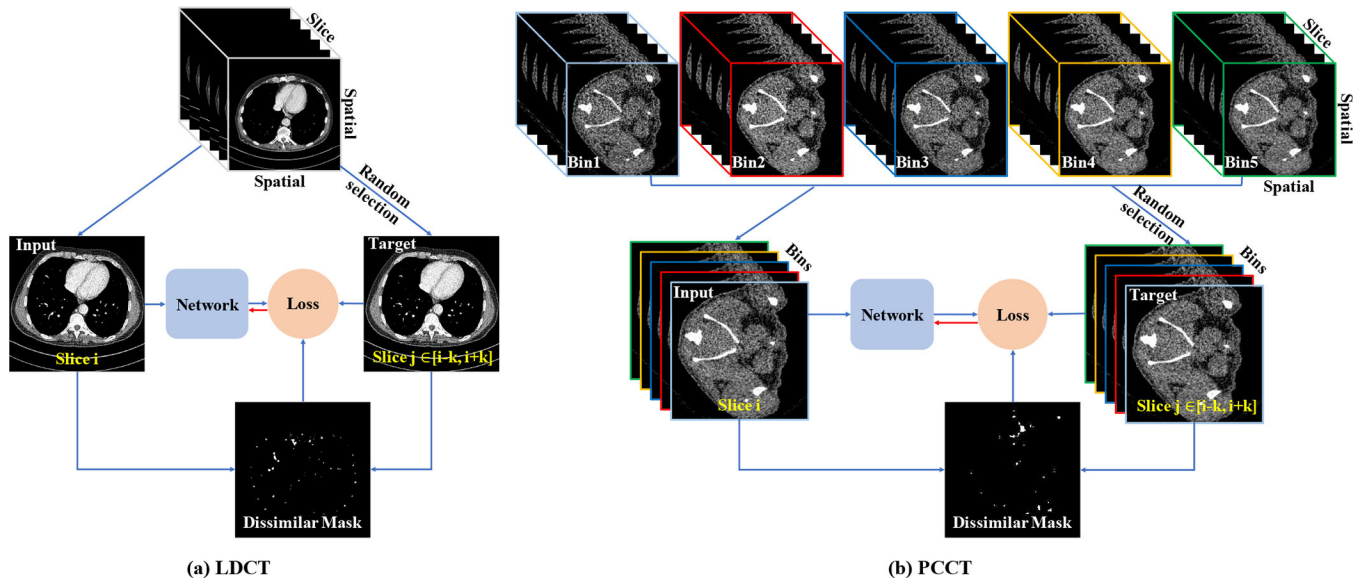 Slice
Spatial
Spatial
Random
selection
Input
Slice i
Network
Loss
Target
Slice j ∈[i-k, i+k]
Dissimilar Mask
(a) LDCT
Bin1
Bin2
Bin3
Bin4
Bin5
Slice
Spatial
Spatial
Random
selection
Bins
Input
Slice i
Network
Loss
Bins
Target
Slice j ∈[i-k, i+k]
Dissimilar Mask
(b) PCCT